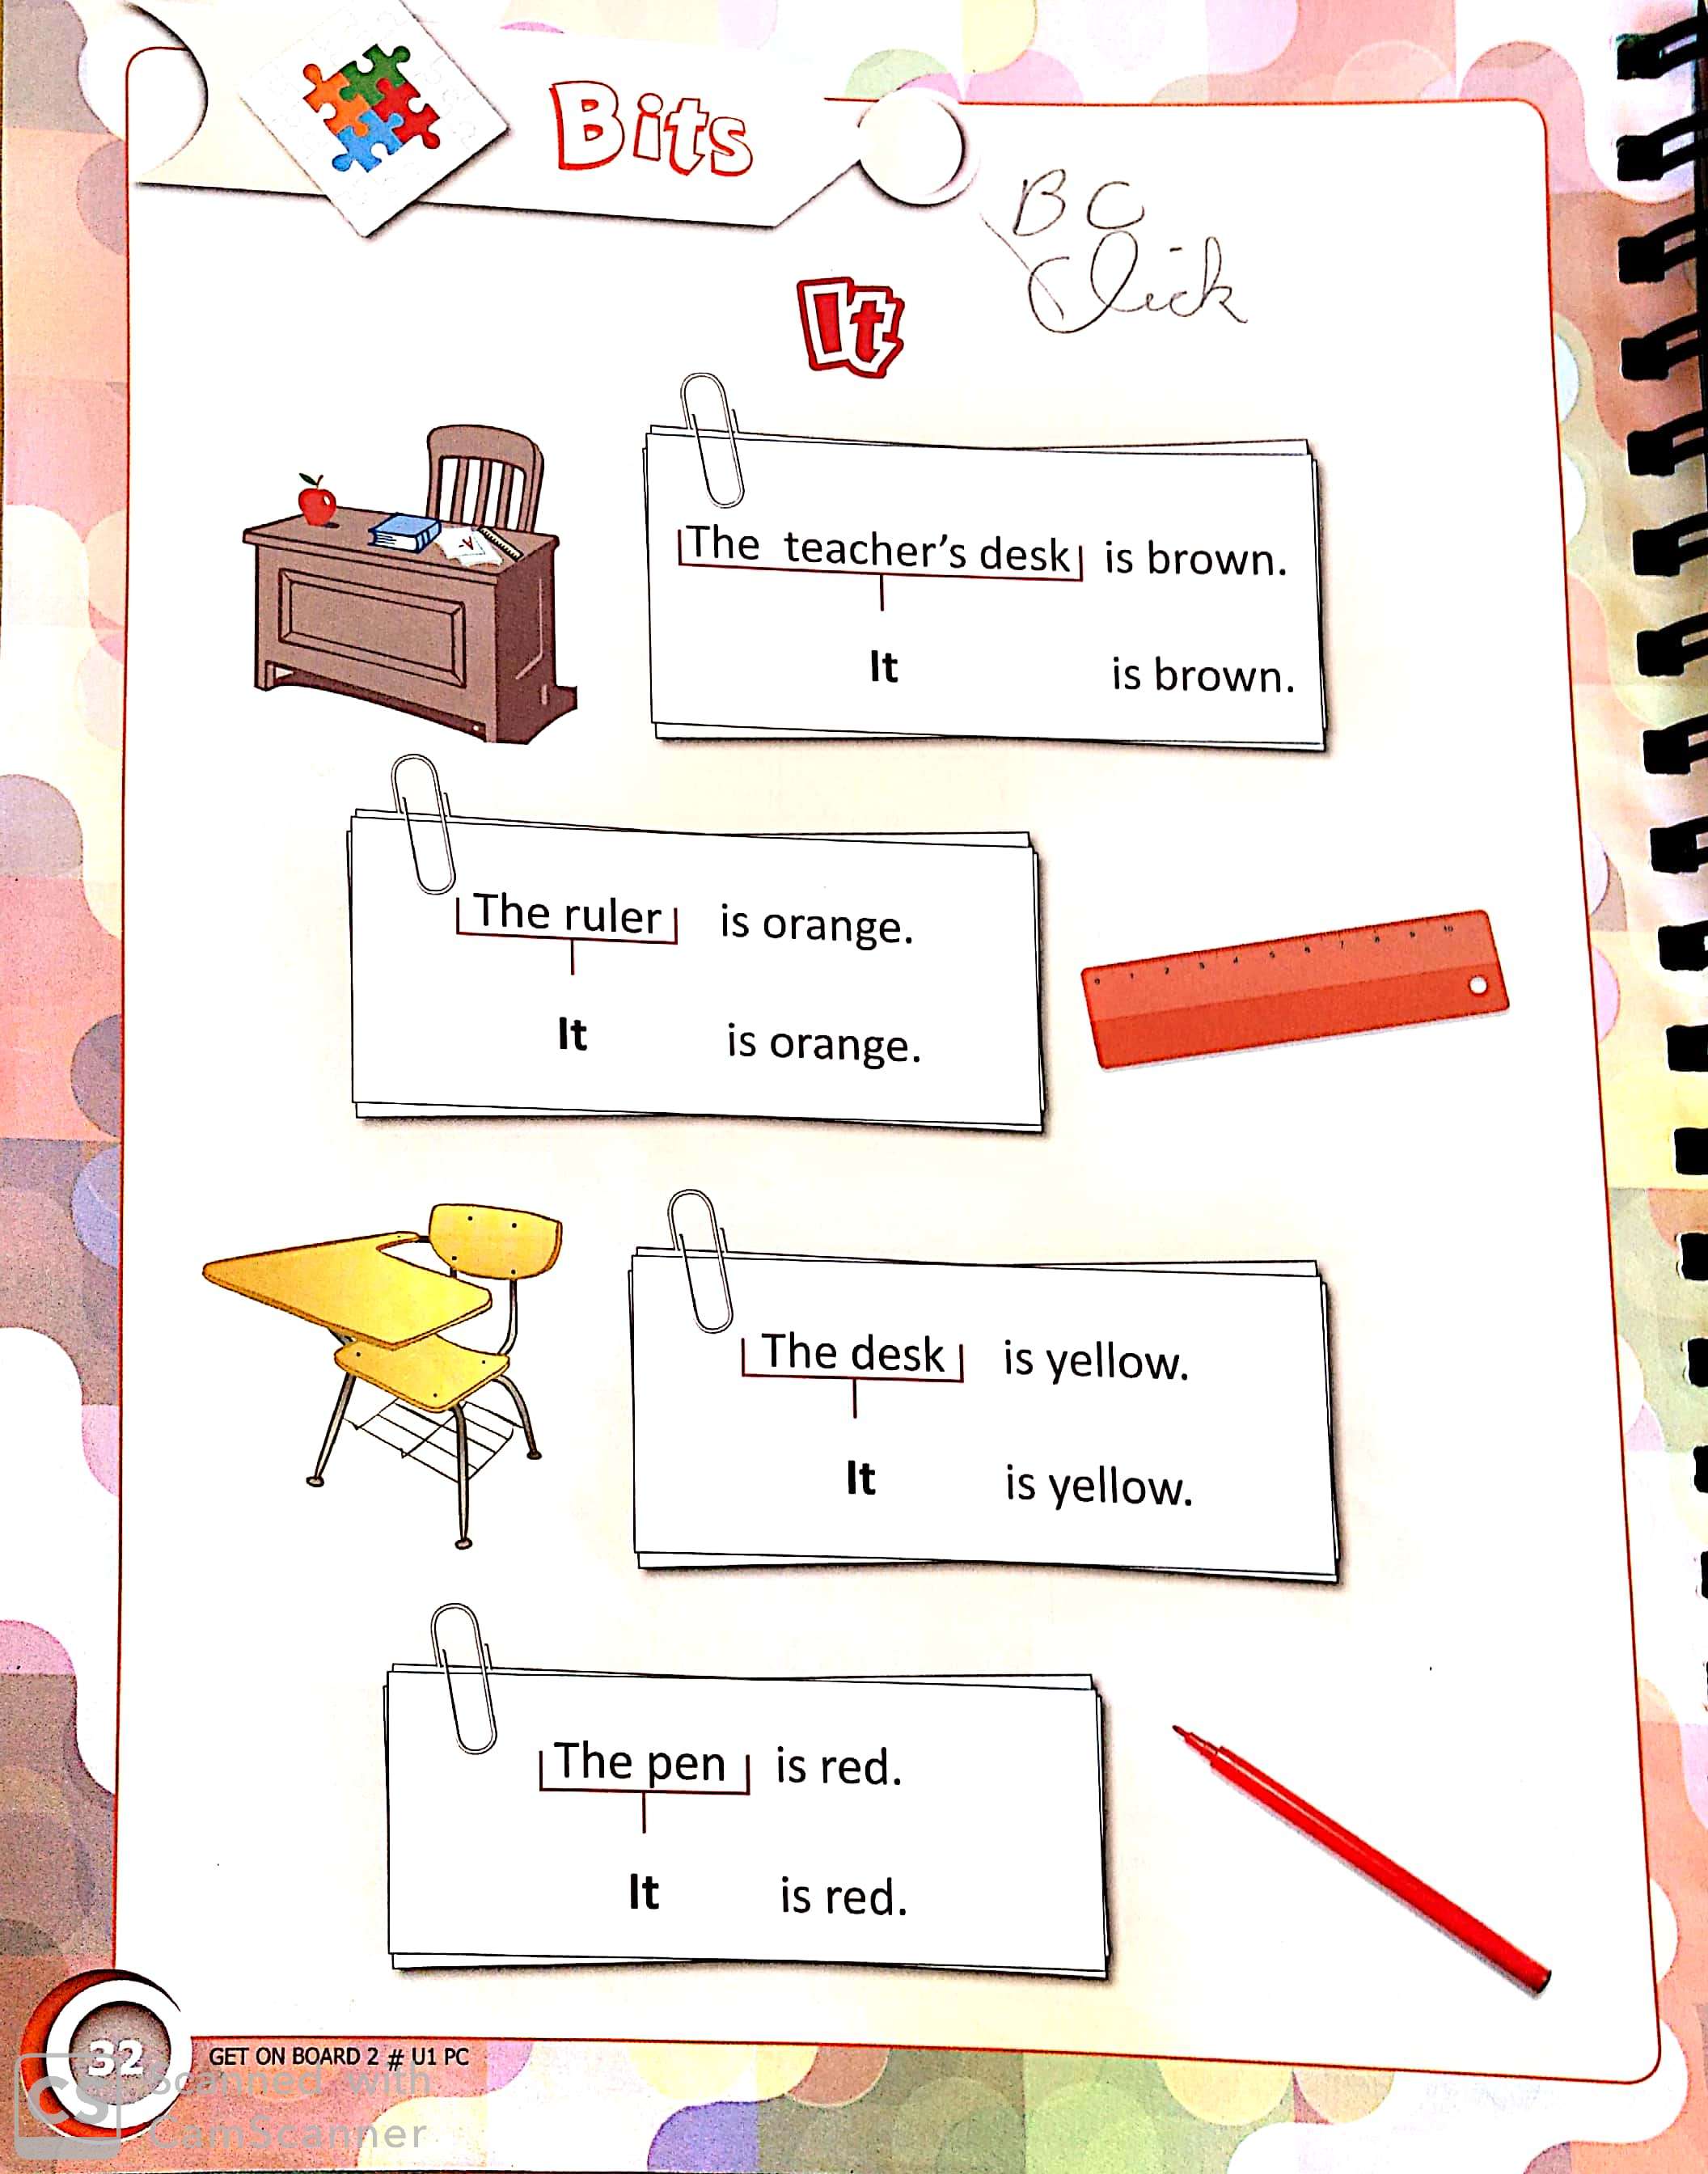 Bits
BC
Click
It
The teacher's desk is brown.
It is brown.
The ruler is orange.
It is orange.
0 1 2 3 4 5 6 7 8 9 10
The desk is yellow.
It is yellow.
The pen is red.
It is red.
32
GET ON BOARD 2 # U1 PC
CS
Scanned with
CamScanner